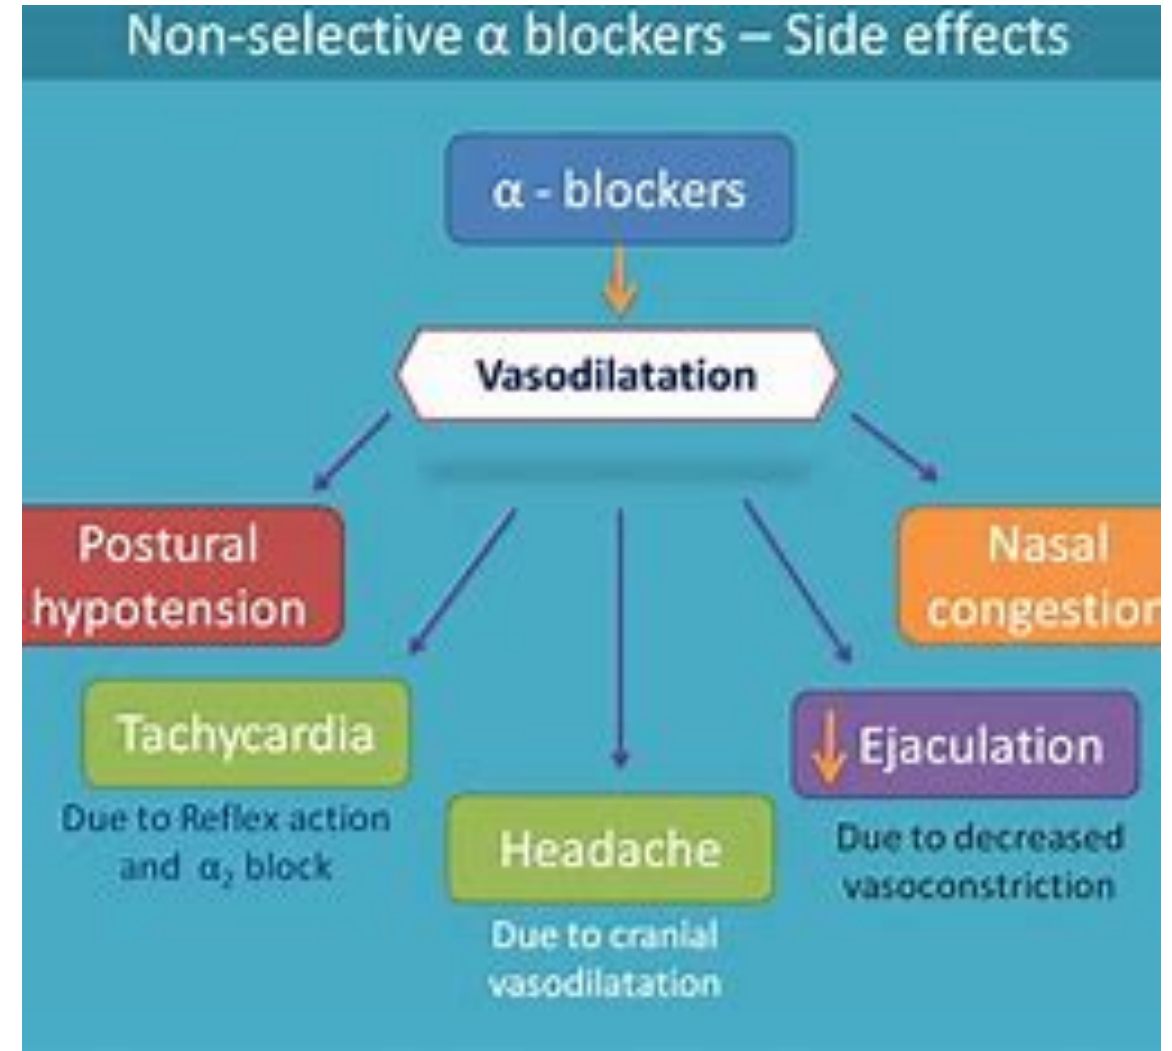 Non-selective α blockers – Side effects
α - blockers
Vasodilatation
Postural
hypotension
Nasal
congestion
Tachycardia
Due to Reflex action
and α₂ block
Ejaculation
Due to decreased
vasoconstriction
Headache
Due to cranial
vasodilatation